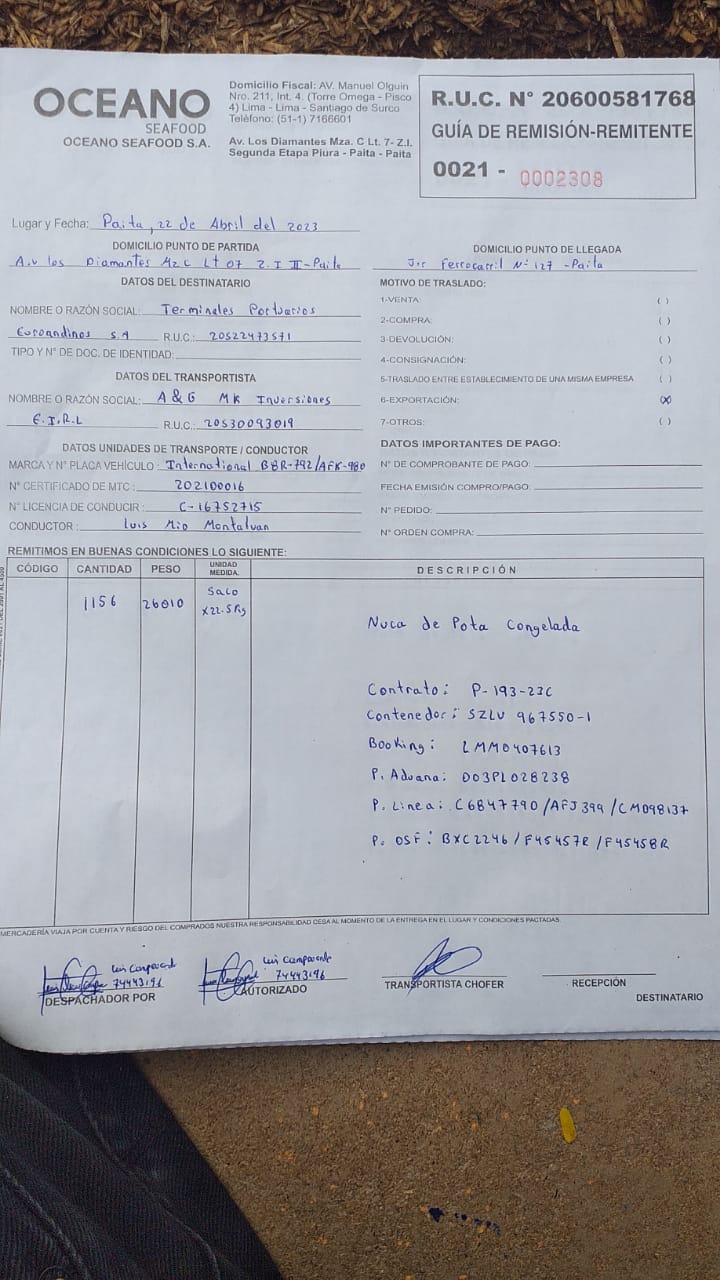 OCEANO
SEAFOOD
OCEANO SEAFOOD S.A.
Domicilio Fiscal: AV. Manuel Olguin
Nro. 211, Int. 4. (Torre Omega - Pisco
4) Lima - Lima - Santiago de Surco
Teléfono: (51-1) 7166601
Av. Los Diamantes Mza. C Lt. 7- Z.I.
Segunda Etapa Piura - Paita - Paita
R.U.C. N° 20600581768
GUÍA DE REMISIÓN-REMITENTE
0021 - 0002308
Lugar y Fecha: Paita, 22 de Abril del 2023
DOMICILIO PUNTO DE PARTIDA
A.v los Diamantes Mz C Lt 07 Z.I II-Paita
DOMICILIO PUNTO DE LLEGADA
Jir Ferrocarril N° 127 - Paita
DATOS DEL DESTINATARIO
NOMBRE O RAZÓN SOCIAL: Terminales Portuarios
Euroandinos S.A R.U.C.: 20522473571
TIPO Y N° DE DOC. DE IDENTIDAD:
DATOS DEL TRANSPORTISTA
NOMBRE O RAZÓN SOCIAL: A & G MK Inversiones
E.I.R.L R.U.C.: 20530093019
DATOS UNIDADES DE TRANSPORTE / CONDUCTOR
MARCA Y N° PLACA VEHÍCULO: International B8R-792/AFK-980
N° CERTIFICADO DE MTC: 202100016
N° LICENCIA DE CONDUCIR: C-16752715
CONDUCTOR: Luis Mio Montalvan
MOTIVO DE TRASLADO:
1-VENTA: ( )
2-COMPRA: ( )
3-DEVOLUCIÓN: ( )
4-CONSIGNACIÓN: ( )
5-TRASLADO ENTRE ESTABLECIMIENTO DE UNA MISMA EMPRESA ( )
6-EXPORTACIÓN: (X)
7-OTROS: ( )
DATOS IMPORTANTES DE PAGO:
N° DE COMPROBANTE DE PAGO:
FECHA EMISIÓN COMPRO/PAGO:
N° PEDIDO:
N° ORDEN COMPRA:
REMITIMOS EN BUENAS CONDICIONES LO SIGUIENTE:
CÓDIGO CANTIDAD PESO UNIDAD MEDIDA. DESCRIPCIÓN
1156 26010 Saco x22.5Kg
Nuca de Pota Congelada
Contrato: P-193-23C
Contenedor: SZLU 967550-1
Booking: LMM0407613
P. Aduana: D03PL028238
P. Linea: C6847790/AFJ399/CM098137
P. OSF: BXC2246/F45457R/F45458R
MERCADERÍA VIAJA POR CUENTA Y RIESGO DEL COMPRADOS NUESTRA RESPONSABILIDAD CESA AL MOMENTO DE LA ENTREGA EN EL LUGAR Y CONDICIONES PACTADAS.
Luis Campoverde
74443196
DESPACHADOR POR
Luis Campoverde
74443196
AUTORIZADO
TRANSPORTISTA CHOFER
RECEPCIÓN
DESTINATARIO